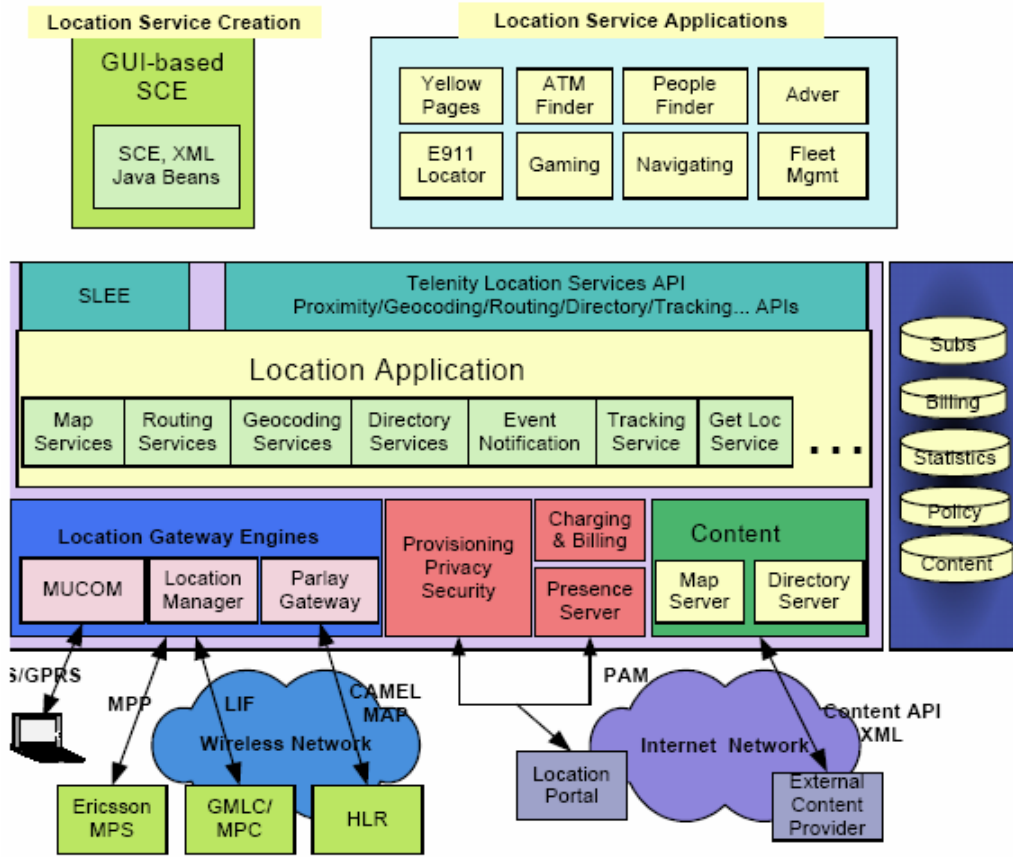 Location Service Creation
GUI-based
SCE
SCE, XML
Java Beans
Location Service Applications
Yellow
Pages
ATM
Finder
People
Finder
Adver
E911
Locator
Gaming
Navigating
Fleet
Mgmt
SLEE
Telenity Location Services API
Proximity/Geocoding/Routing/Directory/Tracking... APIs
Location Application
Map
Services
Routing
Services
Geocoding
Services
Directory
Services
Event
Notification
Tracking
Service
Get Loc
Service
...
Subs
Billing
Statistics
Policy
Content
Location Gateway Engines
MUCOM
Location
Manager
Parlay
Gateway
Provisioning
Privacy
Security
Charging
& Billing
Presence
Server
Content
Map
Server
Directory
Server
S/GPRS
MPP
LIF
CAMEL
MAP
Wireless Network
Ericsson
MPS
GMLC/
MPC
HLR
PAM
Internet Network
Content API
XML
Location
Portal
External
Content
Provider